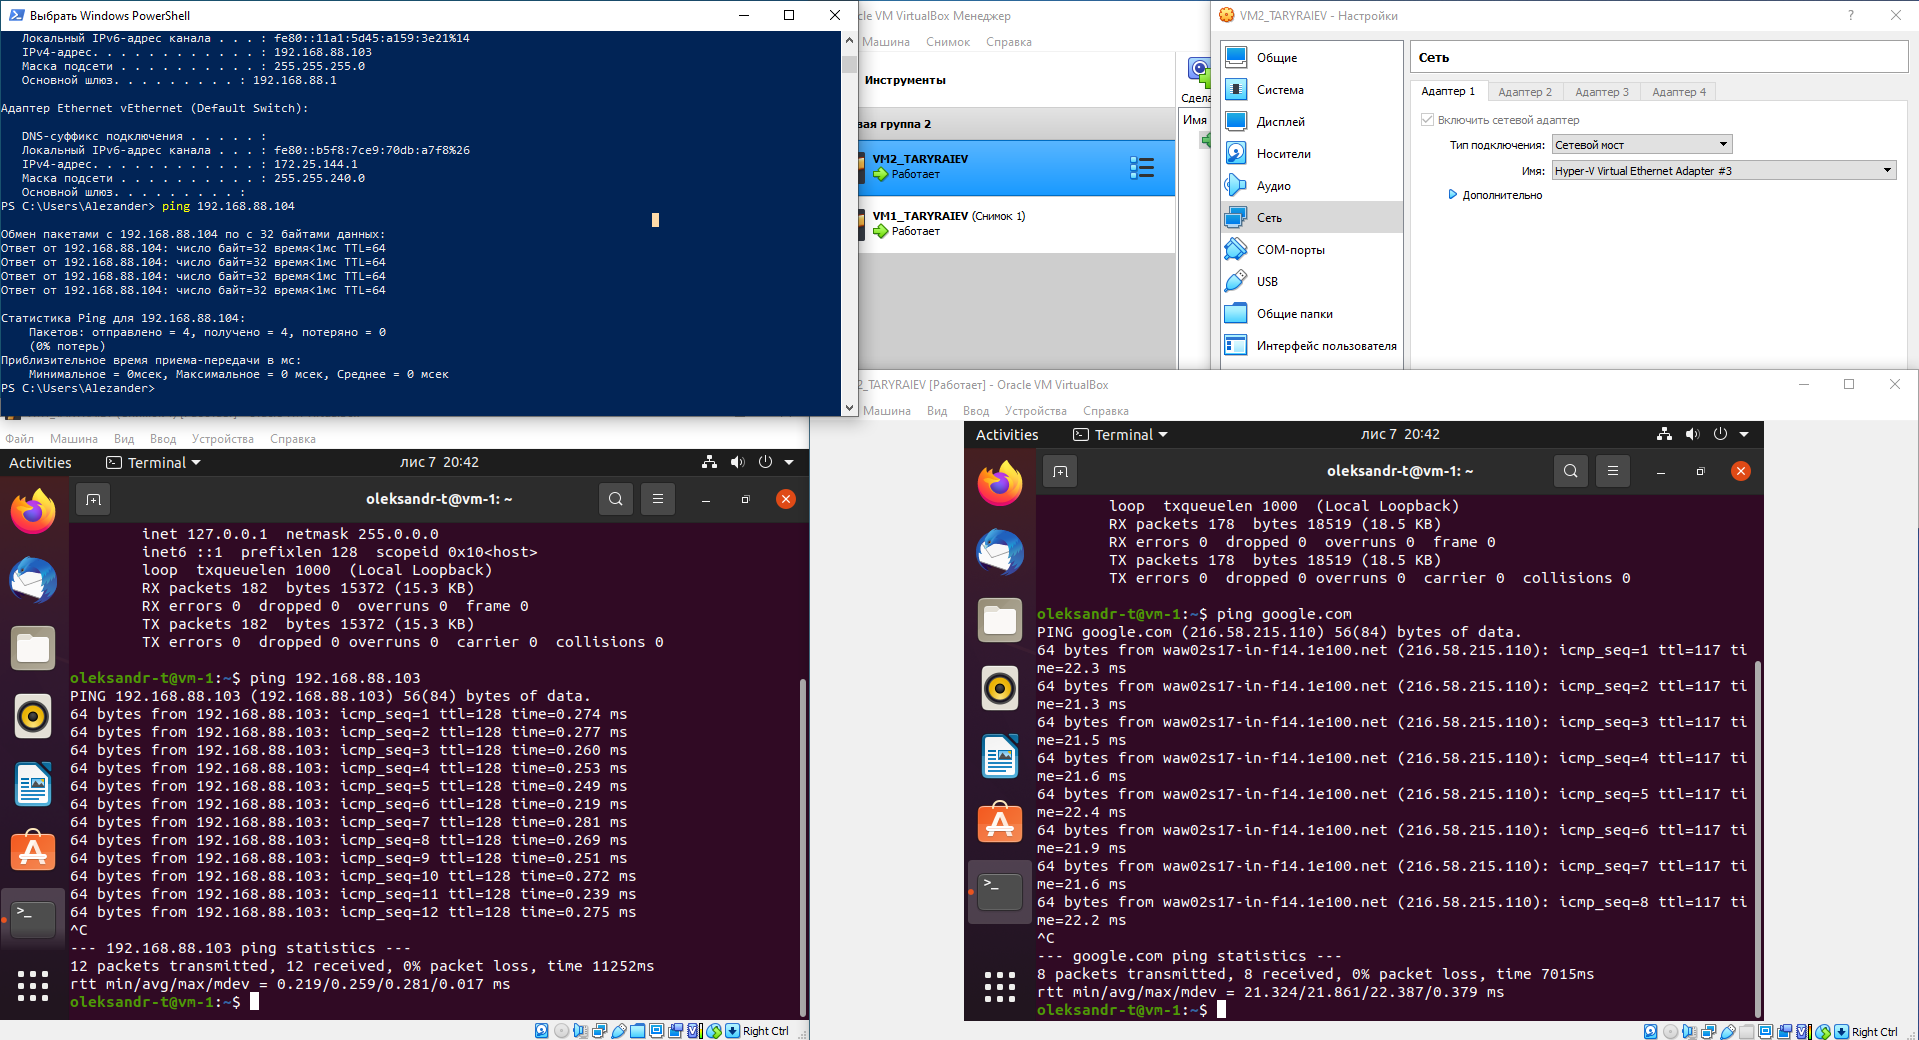 Выбрать Windows PowerShell
Локальный IPv6-адрес канала . . . : fe80::11a1:5d45:a159:3e21%14
IPv4-адрес. . . . . . . . . . . . : 192.168.88.103
Маска подсети . . . . . . . . . . : 255.255.255.0
Основной шлюз. . . . . . . . . : 192.168.88.1
Адаптер Ethernet vEthernet (Default Switch):
DNS-суффикс подключения . . . . . :
Локальный IPv6-адрес канала . . . : fe80::b5f8:7ce9:70db:a7f8%26
IPv4-адрес. . . . . . . . . . . . : 172.25.144.1
Маска подсети . . . . . . . . . . : 255.255.240.0
Основной шлюз. . . . . . . . . :
PS C:\Users\Alezander> ping 192.168.88.104
Обмен пакетами с 192.168.88.104 по с 32 байтами данных:
Ответ от 192.168.88.104: число байт=32 время<1мс TTL=64
Ответ от 192.168.88.104: число байт=32 время<1мс TTL=64
Ответ от 192.168.88.104: число байт=32 время<1мс TTL=64
Ответ от 192.168.88.104: число байт=32 время<1мс TTL=64
Статистика Ping для 192.168.88.104:
Пакетов: отправлено = 4, получено = 4, потеряно = 0
(0% потерь)
Приблизительное время приема-передачи в мс:
Минимальное = 0мсек, Максимальное = 0 мсек, Среднее = 0 мсек
PS C:\Users\Alezander>
cle VM VirtualBox Менеджер
Машина Снимок Справка
Инструменты
вая группа 2
VM2_TARYRAIEV
Работает
VM1_TARYRAIEV (Снимок 1)
Работает
Сдела
Имя
VM2_TARYRAIEV - Настройки
Общие
Система
Дисплей
Носители
Аудио
Сеть
COM-порты
USB
Общие папки
Интерфейс пользователя
Сеть
Адаптер 1 Адаптер 2 Адаптер 3 Адаптер 4
Включить сетевой адаптер
Тип подключения: Сетевой мост
Имя: Hyper-V Virtual Ethernet Adapter #3
Дополнительно
Файл Машина Вид Ввод Устройства Справка
Activities Terminal лис 7 20:42
oleksandr-t@vm-1: ~
inet 127.0.0.1 netmask 255.0.0.0
inet6 ::1 prefixlen 128 scopeid 0x10<host>
loop txqueuelen 1000 (Local Loopback)
RX packets 182 bytes 15372 (15.3 KB)
RX errors 0 dropped 0 overruns 0 frame 0
TX packets 182 bytes 15372 (15.3 KB)
TX errors 0 dropped 0 overruns 0 carrier 0 collisions 0
oleksandr-t@vm-1:~$ ping 192.168.88.103
PING 192.168.88.103 (192.168.88.103) 56(84) bytes of data.
64 bytes from 192.168.88.103: icmp_seq=1 ttl=128 time=0.274 ms
64 bytes from 192.168.88.103: icmp_seq=2 ttl=128 time=0.277 ms
64 bytes from 192.168.88.103: icmp_seq=3 ttl=128 time=0.260 ms
64 bytes from 192.168.88.103: icmp_seq=4 ttl=128 time=0.253 ms
64 bytes from 192.168.88.103: icmp_seq=5 ttl=128 time=0.249 ms
64 bytes from 192.168.88.103: icmp_seq=6 ttl=128 time=0.219 ms
64 bytes from 192.168.88.103: icmp_seq=7 ttl=128 time=0.281 ms
64 bytes from 192.168.88.103: icmp_seq=8 ttl=128 time=0.269 ms
64 bytes from 192.168.88.103: icmp_seq=9 ttl=128 time=0.251 ms
64 bytes from 192.168.88.103: icmp_seq=10 ttl=128 time=0.272 ms
64 bytes from 192.168.88.103: icmp_seq=11 ttl=128 time=0.239 ms
64 bytes from 192.168.88.103: icmp_seq=12 ttl=128 time=0.275 ms
^C
--- 192.168.88.103 ping statistics ---
12 packets transmitted, 12 received, 0% packet loss, time 11252ms
rtt min/avg/max/mdev = 0.219/0.259/0.281/0.017 ms
oleksandr-t@vm-1:~$
Right Ctrl
2_TARYRAIEV [Работает] - Oracle VM VirtualBox
Машина Вид Ввод Устройства Справка
Activities Terminal лис 7 20:42
oleksandr-t@vm-1: ~
loop txqueuelen 1000 (Local Loopback)
RX packets 178 bytes 18519 (18.5 KB)
RX errors 0 dropped 0 overruns 0 frame 0
TX packets 178 bytes 18519 (18.5 KB)
TX errors 0 dropped 0 overruns 0 carrier 0 collisions 0
oleksandr-t@vm-1:~$ ping google.com
PING google.com (216.58.215.110) 56(84) bytes of data.
64 bytes from waw02s17-in-f14.1e100.net (216.58.215.110): icmp_seq=1 ttl=117 ti
me=22.3 ms
64 bytes from waw02s17-in-f14.1e100.net (216.58.215.110): icmp_seq=2 ttl=117 ti
me=21.3 ms
64 bytes from waw02s17-in-f14.1e100.net (216.58.215.110): icmp_seq=3 ttl=117 ti
me=21.5 ms
64 bytes from waw02s17-in-f14.1e100.net (216.58.215.110): icmp_seq=4 ttl=117 ti
me=21.6 ms
64 bytes from waw02s17-in-f14.1e100.net (216.58.215.110): icmp_seq=5 ttl=117 ti
me=22.4 ms
64 bytes from waw02s17-in-f14.1e100.net (216.58.215.110): icmp_seq=6 ttl=117 ti
me=21.9 ms
64 bytes from waw02s17-in-f14.1e100.net (216.58.215.110): icmp_seq=7 ttl=117 ti
me=21.6 ms
64 bytes from waw02s17-in-f14.1e100.net (216.58.215.110): icmp_seq=8 ttl=117 ti
me=22.2 ms
^C
--- google.com ping statistics ---
8 packets transmitted, 8 received, 0% packet loss, time 7015ms
rtt min/avg/max/mdev = 21.324/21.861/22.387/0.379 ms
oleksandr-t@vm-1:~$
Right Ctrl